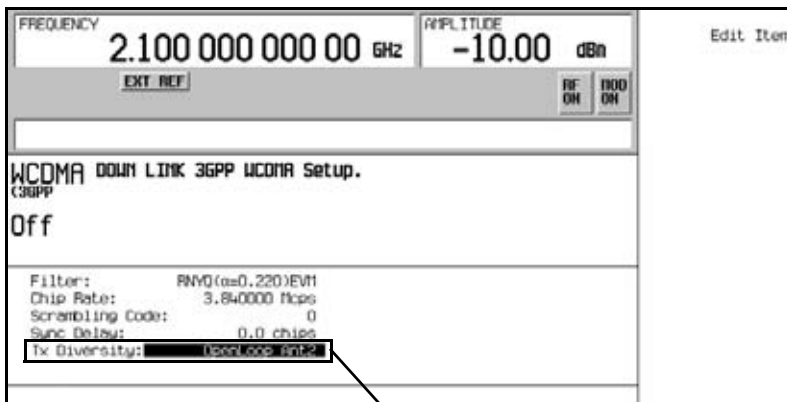 FREQUENCY
2.100 000 000 00 GHz
AMPLITUDE
-10.00 dBm
Edit Item
EXT REF
RF ON
MOD ON
WCDMA DOWN LINK 3GPP WCDMA Setup.
(3GPP
Off
Filter: RNYQ(α=0.220)EVM
Chip Rate: 3.840000 Mcps
Scrambling Code: 0
Sync Delay: 0.0 chips
Tx Diversity: OpenLoop Ant2